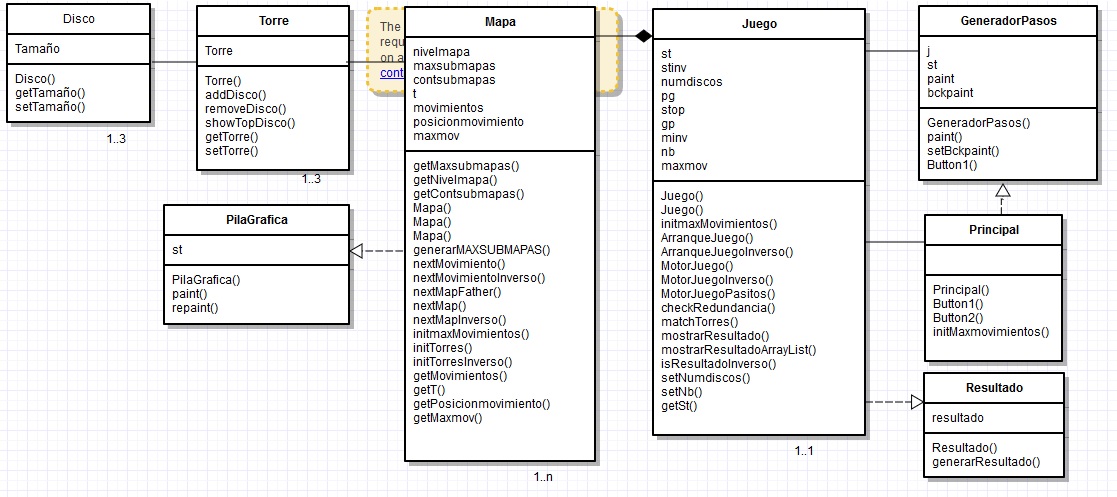 Disco
Tamaño
Disco()
getTamaño()
setTamaño()
1..3
Torre
Torre
Torre()
addDisco()
removeDisco()
showTopDisco()
getTorre()
setTorre()
1..3
The
requ
on a
cont
PilaGrafica
st
PilaGrafica()
paint()
repaint()
Mapa
nivelmapa
maxsubmapas
contsubmapas
t
movimientos
posicionmovimiento
maxmov
getMaxsubmapas()
getNivelmapa()
getContsubmapas()
Mapa()
Mapa()
Mapa()
generarMAXSUBMAPAS()
nextMovimiento()
nextMovimientoInverso()
nextMapFather()
nextMap()
nextMapInverso()
initmaxMovimientos()
initTorres()
initTorresInverso()
getMovimientos()
getT()
getPosicionmovimiento()
getMaxmov()
1..n
Juego
st
stinv
numdiscos
pg
stop
gp
minv
nb
maxmov
Juego()
Juego()
initmaxMovimientos()
ArranqueJuego()
ArranqueJuegoInverso()
MotorJuego()
MotorJuegoInverso()
MotorJuegoPasitos()
checkRedundancia()
matchTorres()
mostrarResultado()
mostrarResultadoArrayList()
isResultadoInverso()
setNumdiscos()
setNb()
getSt()
1..1
GeneradorPasos
j
st
paint
bckpaint
GeneradorPasos()
paint()
setBckpaint()
Button1()
Principal
Principal()
Button1()
Button2()
initMaxmovimientos()
Resultado
resultado
Resultado()
generarResultado()